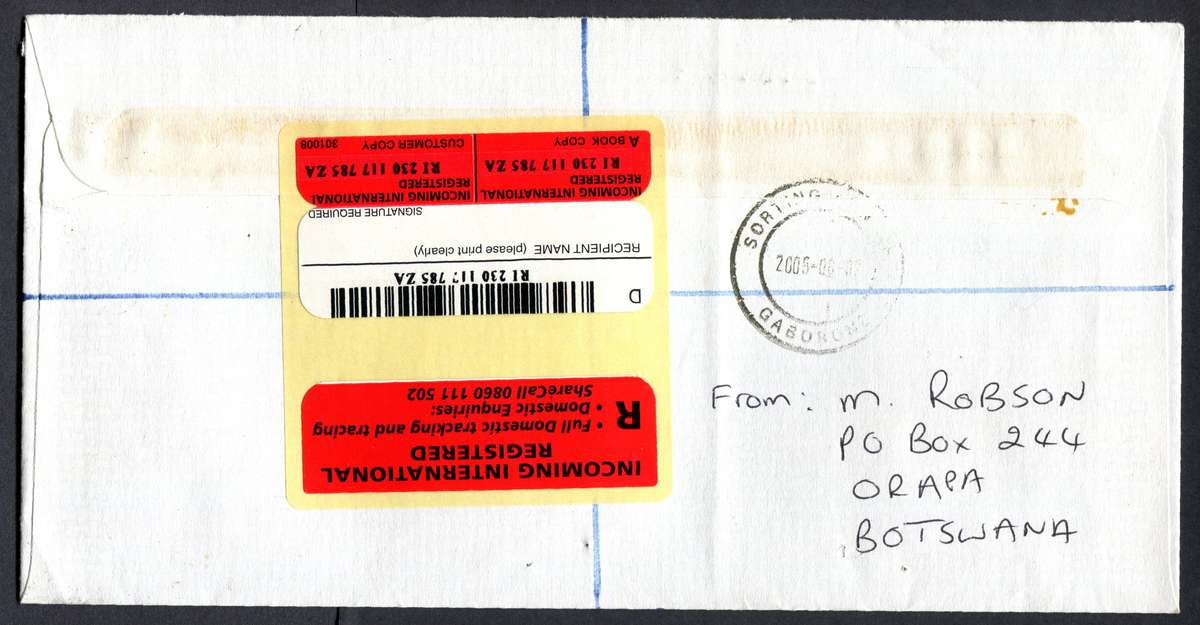 From: M. ROBSON
PO BOX 244
ORAPA
BOTSWANA
SORTING
2005-06-
GABORONE
INCOMING INTERNATIONAL
REGISTERED
R
• Full Domestic tracking and tracing
• Domestic Enquiries:
ShareCall 0860 111 502
D
RI 230 117 785 ZA
RECIPIENT NAME (please print clearly)
SIGNATURE REQUIRED
INCOMING INTERNATIONAL
REGISTERED
RI 230 117 785 ZA
A BOOK COPY
INCOMING INTERNATIONAL
REGISTERED
RI 230 117 785 ZA
CUSTOMER COPY 301008